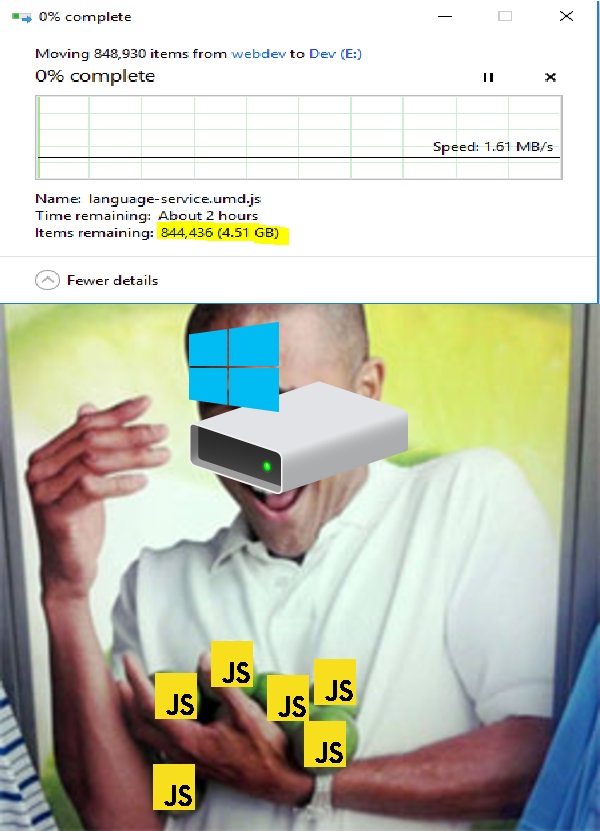 0% complete
Moving 848,930 items from webdev to Dev (E:)
0% complete
Speed: 1.61 MB/s
Name: language-service.umd.js
Time remaining: About 2 hours
Items remaining: 844,436 (4.51 GB)
Fewer details
JS
JS
JS
JS
JS
JS